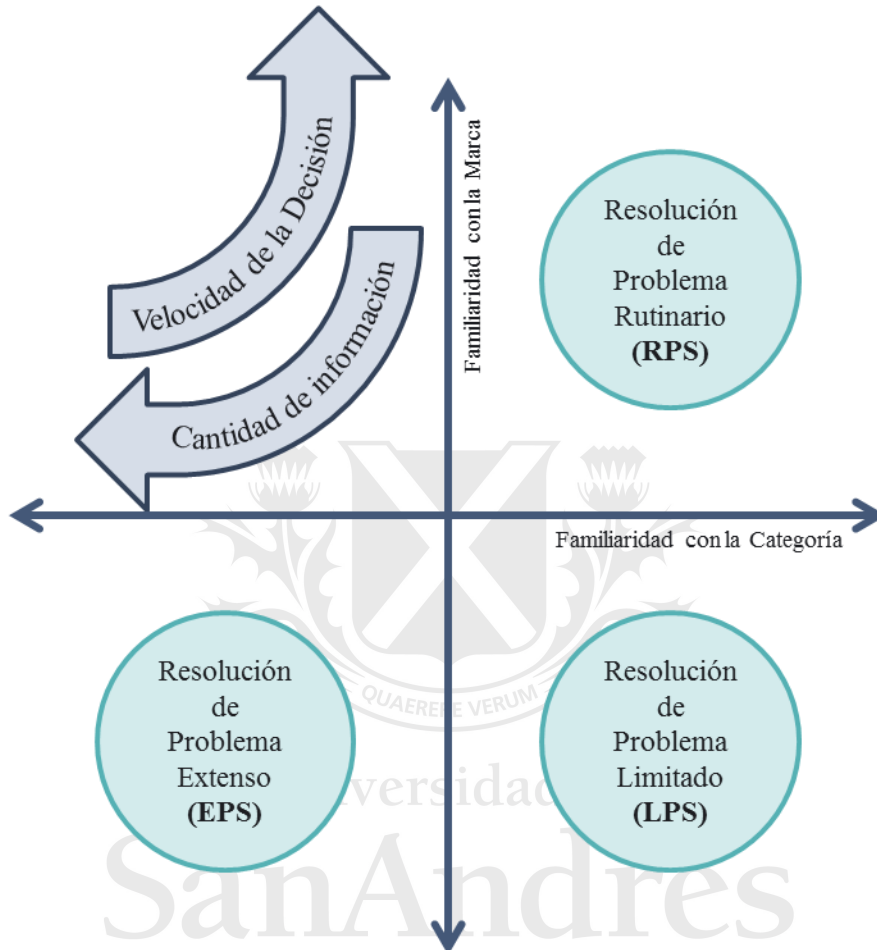 Velocidad de la Decisión
Cantidad de información
Familiaridad con la Marca
Resolución
de
Problema
Rutinario
(RPS)
Familiaridad con la Categoría
Resolución
de
Problema
Extenso
(EPS)
Resolución
de
Problema
Limitado
(LPS)
QUAERERE VERUM
Universidad
SanAndres